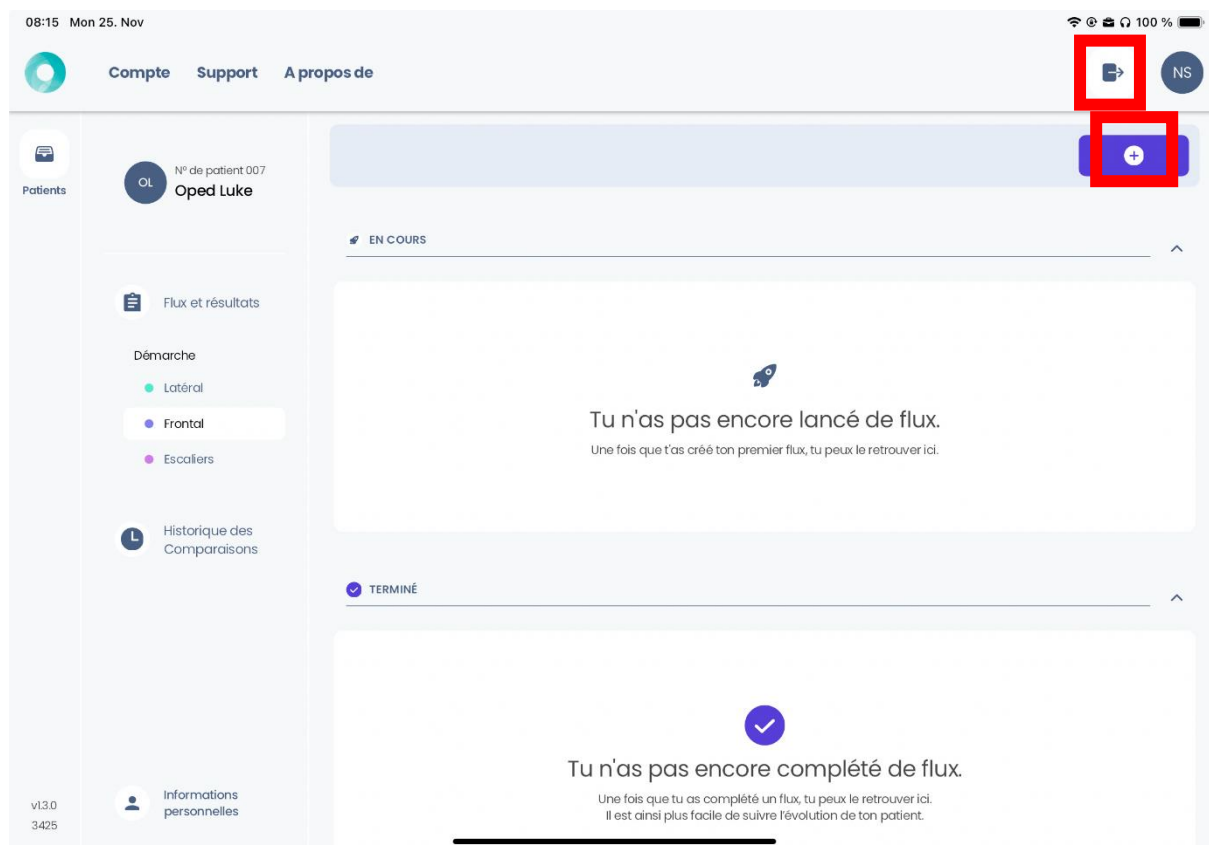 08:15 Mon 25. Nov
100 %
Compte Support A propos de
NS
Patients
OL
N° de patient 007
Oped Luke
EN COURS
Flux et résultats
Démarche
Latéral
Frontal
Escaliers
Tu n'as pas encore lancé de flux.
Une fois que t'as créé ton premier flux, tu peux le retrouver ici.
Historique des
Comparaisons
TERMINÉ
Tu n'as pas encore complété de flux.
Une fois que tu as complété un flux, tu peux le retrouver ici.
Il est ainsi plus facile de suivre l'évolution de ton patient.
Informations
personnelles
v1.3.0
3425